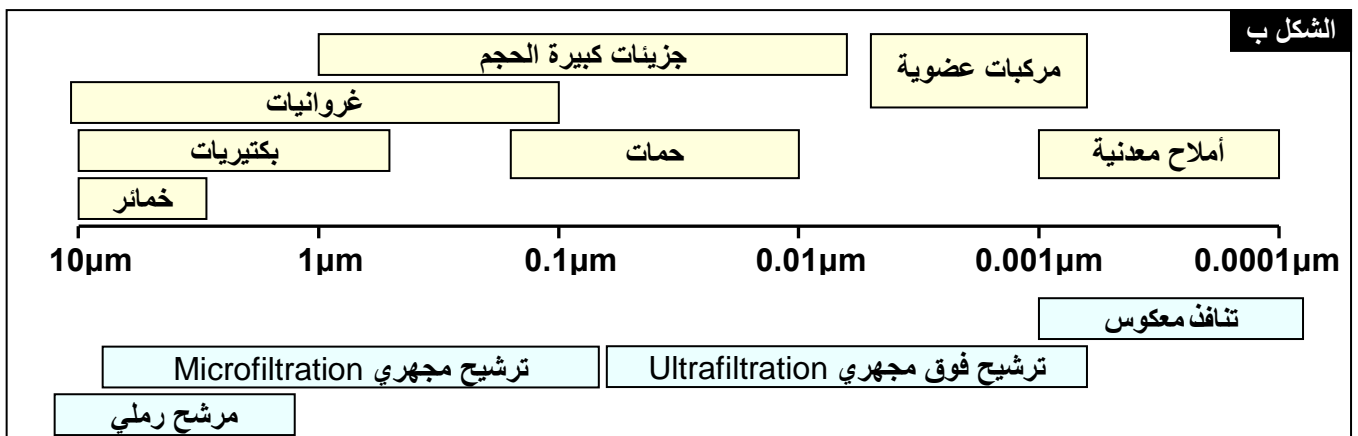 الشكل ب
جزيئات كبيرة الحجم
مركبات عضوية
غروانيات
بكتيريات
حمات
أملاح معدنية
خمائر
10µm 1µm 0.1µm 0.01µm 0.001µm 0.0001µm
تنافذ معكوس
ترشيح مجهري Microfiltration
ترشيح فوق مجهري Ultrafiltration
مرشح رملي